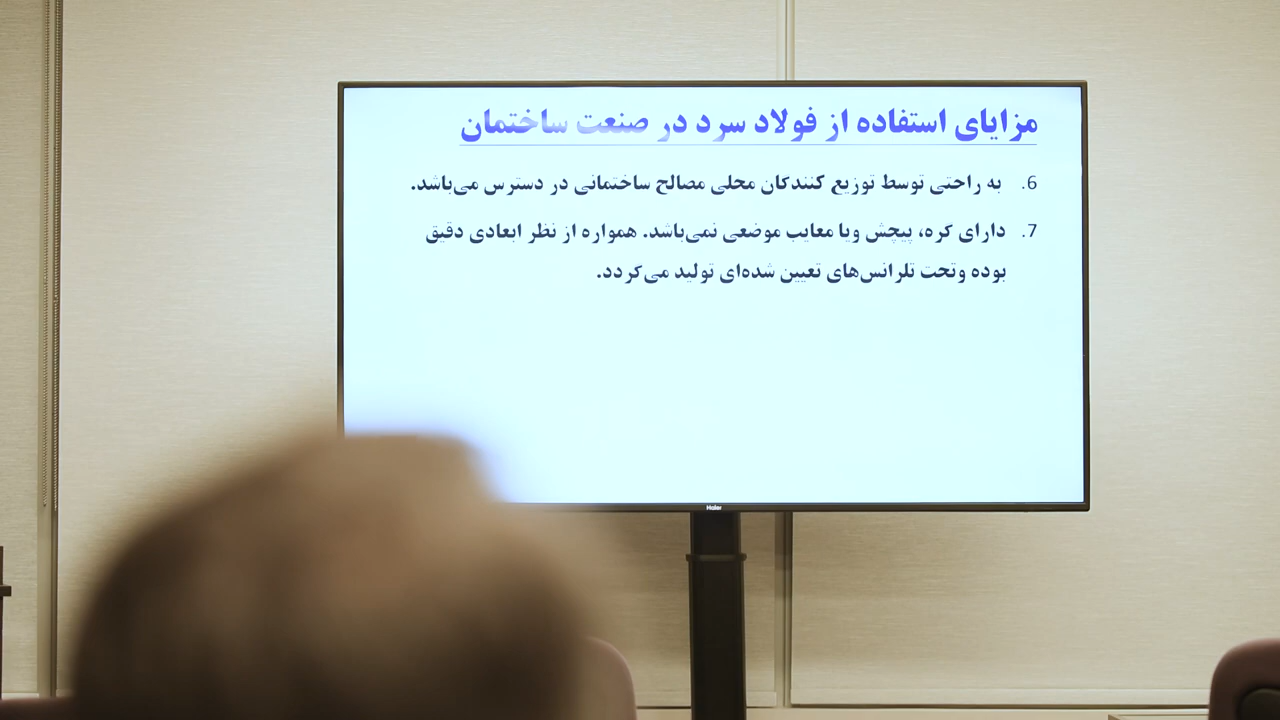 مزایای استفاده از فولاد سرد در صنعت ساختمان
6. به راحتی توسط توزیع کنندگان محلی مصالح ساختمانی در دسترس می‌باشد.
7. دارای گره، پیچش ویا معایب موضعی نمی‌باشد. همواره از نظر ابعادی دقیق
بوده وتحت تلرانس‌های تعیین شده‌ای تولید می‌گردد.
Haier